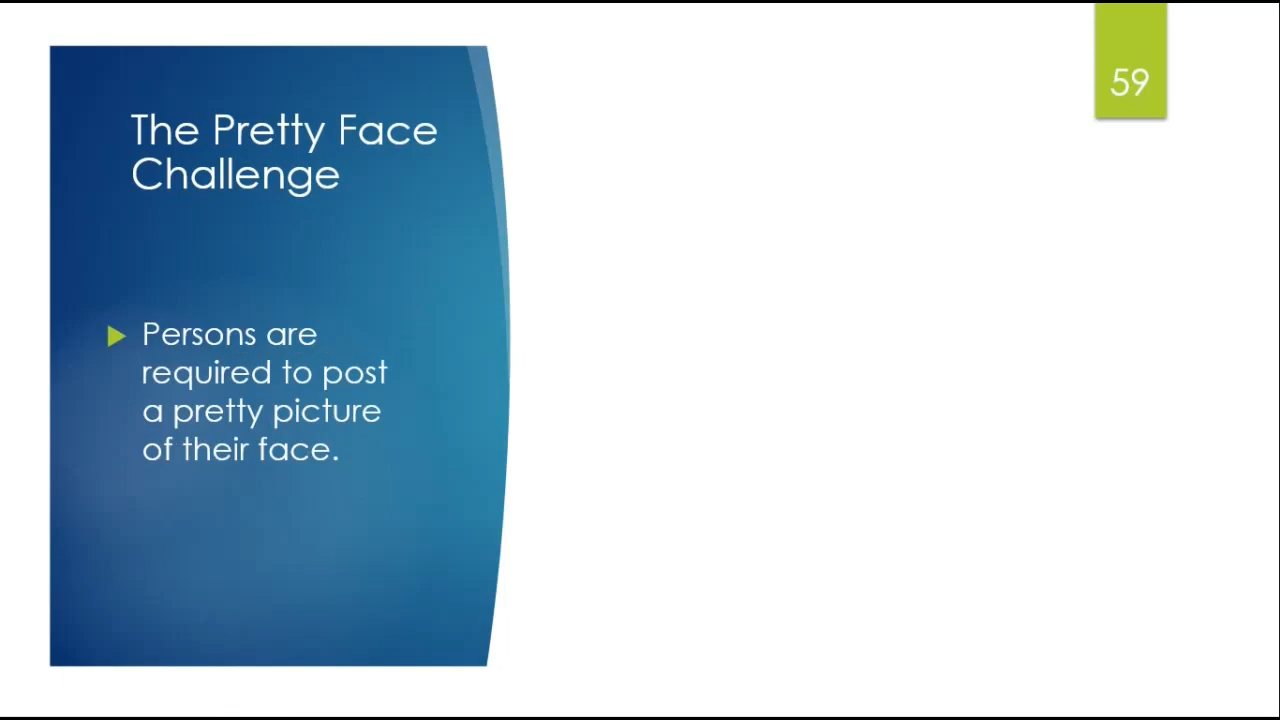 59
The Pretty Face
Challenge
Persons are
required to post
a pretty picture
of their face.